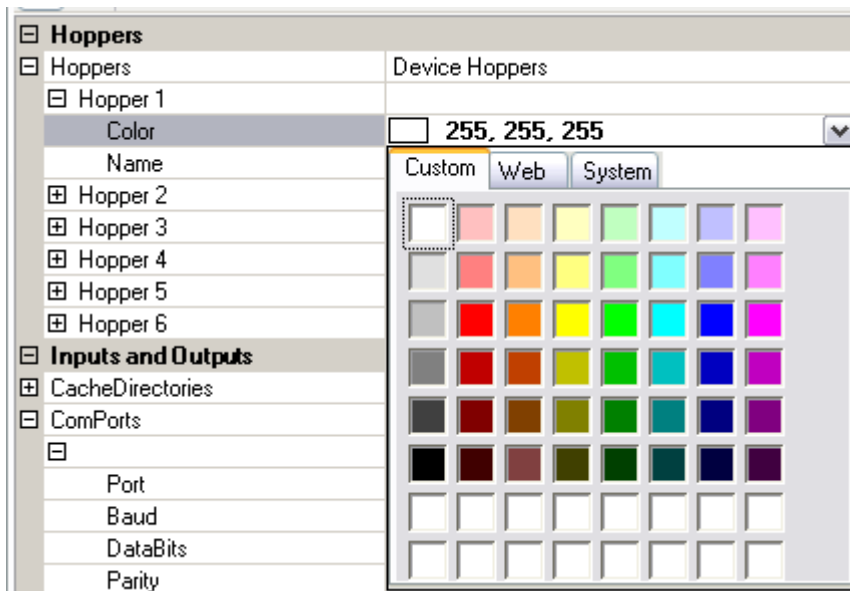 Hoppers
Hoppers Device Hoppers
Hopper 1
Color 255, 255, 255
Name
Custom Web System
Hopper 2
Hopper 3
Hopper 4
Hopper 5
Hopper 6
Inputs and Outputs
CacheDirectories
ComPorts
Port
Baud
DataBits
Parity